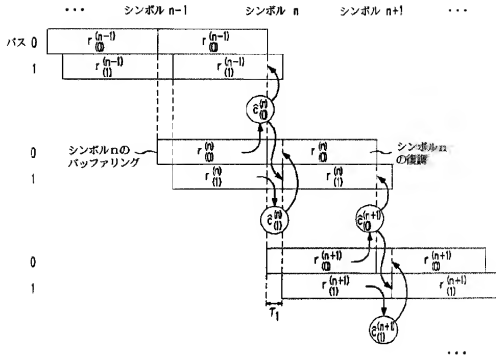 ... シンボル n-1 シンボル n シンボル n+1 ...
パス 0 r(0)(n-1) r(0)(n-1)
1 r(1)(n-1) r(1)(n-1)
ĉ(0)(n)
シンボルnの
バッファリング
0 r(0)(n) r(0)(n)
シンボルn
の復調
1 r(1)(n) r(1)(n)
ĉ(1)(n) ĉ(0)(n+1)
0 r(0)(n+1) r(0)(n+1)
1 r(1)(n+1) r(1)(n+1)
τ1
ĉ(1)(n+1)
...